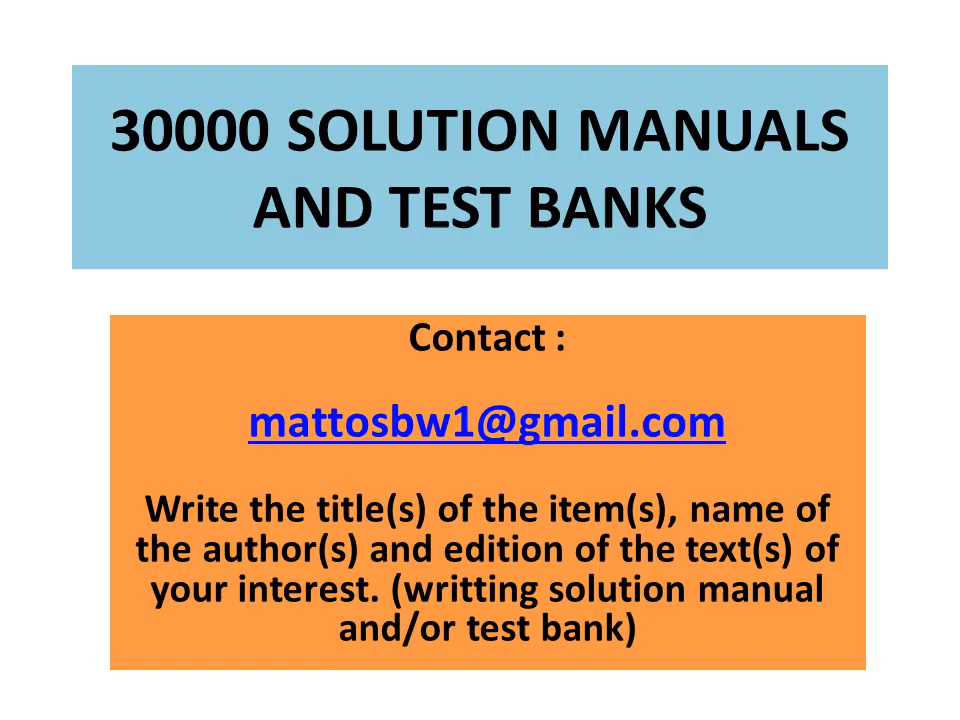 30000 SOLUTION MANUALS
AND TEST BANKS
Contact :
mattosbw1@gmail.com
Write the title(s) of the item(s), name of
the author(s) and edition of the text(s) of
your interest. (writting solution manual
and/or test bank)